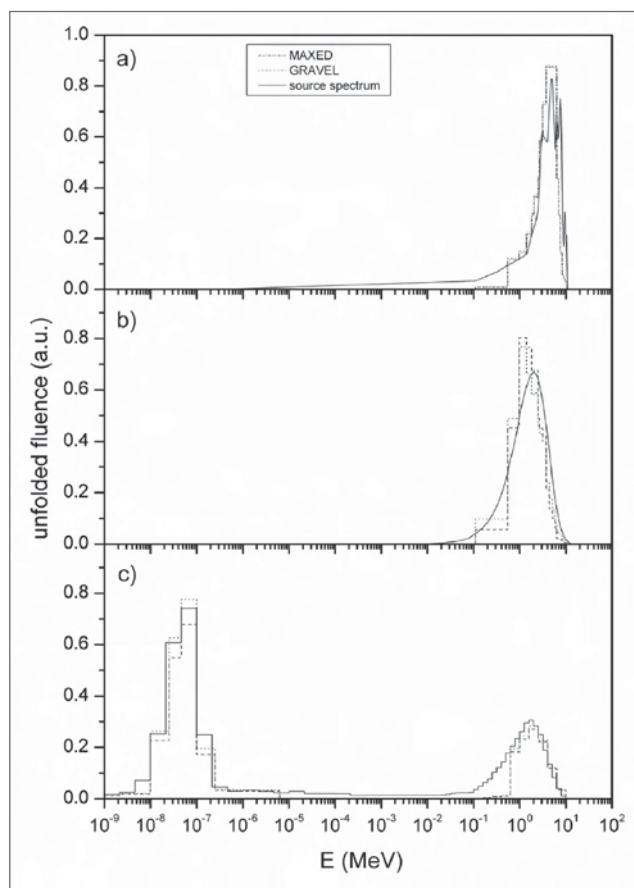 a)
MAXED
GRAVEL
source spectrum
1.0
0.8
0.6
0.4
0.2
0.0
b)
0.8
0.6
0.4
0.2
0.0
c)
0.8
0.6
0.4
0.2
0.0
unfolded fluence (a.u.)
10⁻⁹ 10⁻⁸ 10⁻⁷ 10⁻⁶ 10⁻⁵ 10⁻⁴ 10⁻³ 10⁻² 10⁻¹ 10⁰ 10¹ 10²
E (MeV)